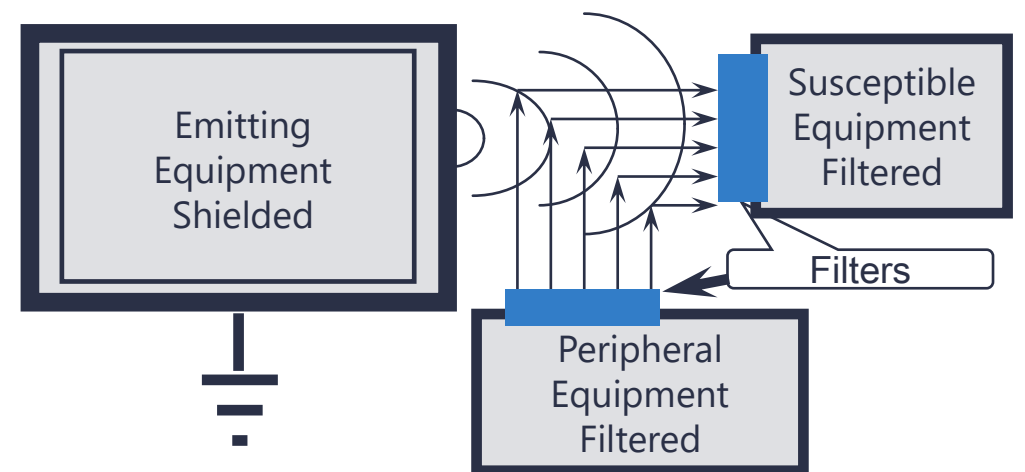 Emitting
Equipment
Shielded
Susceptible
Equipment
Filtered
Filters
Peripheral
Equipment
Filtered